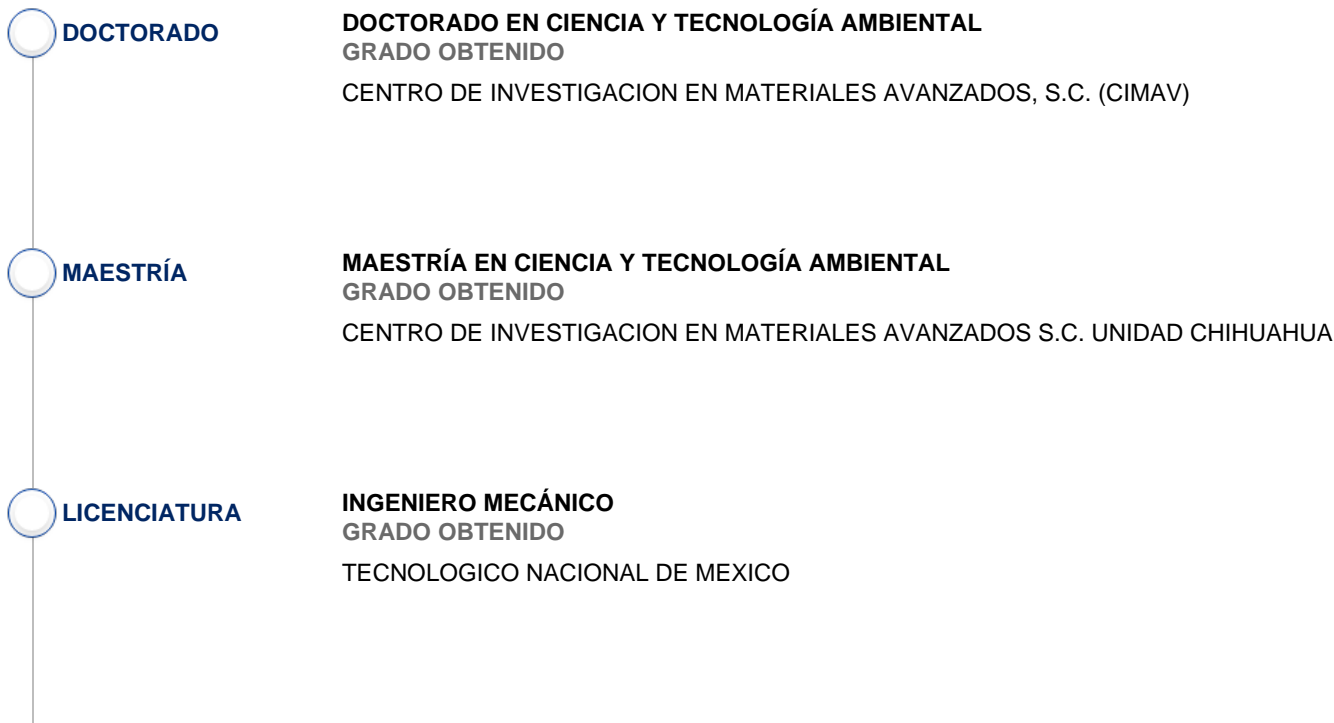 DOCTORADO
DOCTORADO EN CIENCIA Y TECNOLOGÍA AMBIENTAL
GRADO OBTENIDO
CENTRO DE INVESTIGACION EN MATERIALES AVANZADOS, S.C. (CIMAV)
MAESTRÍA
MAESTRÍA EN CIENCIA Y TECNOLOGÍA AMBIENTAL
GRADO OBTENIDO
CENTRO DE INVESTIGACION EN MATERIALES AVANZADOS S.C. UNIDAD CHIHUAHUA
LICENCIATURA
INGENIERO MECÁNICO
GRADO OBTENIDO
TECNOLOGICO NACIONAL DE MEXICO